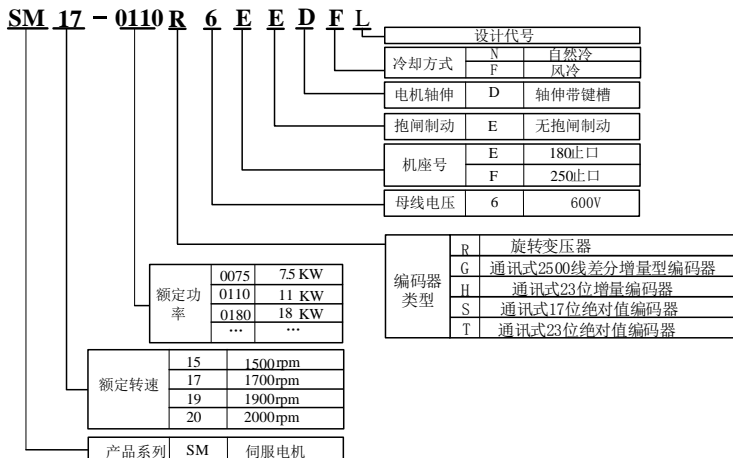 SM 17 - 0110 R 6 E E D F L
设计代号
冷却方式 N 自然冷
F 风冷
电机轴伸 D 轴伸带键槽
抱闸制动 E 无抱闸制动
机座号 E 180止口
F 250止口
母线电压 6 600V
编码器类型 R 旋转变压器
G 通讯式2500线差分增量型编码器
H 通讯式23位增量编码器
S 通讯式17位绝对值编码器
T 通讯式23位绝对值编码器
额定功率 0075 7.5 KW
0110 11 KW
0180 18 KW
... ...
额定转速 15 1500rpm
17 1700rpm
19 1900rpm
20 2000rpm
产品系列 SM 伺服电机